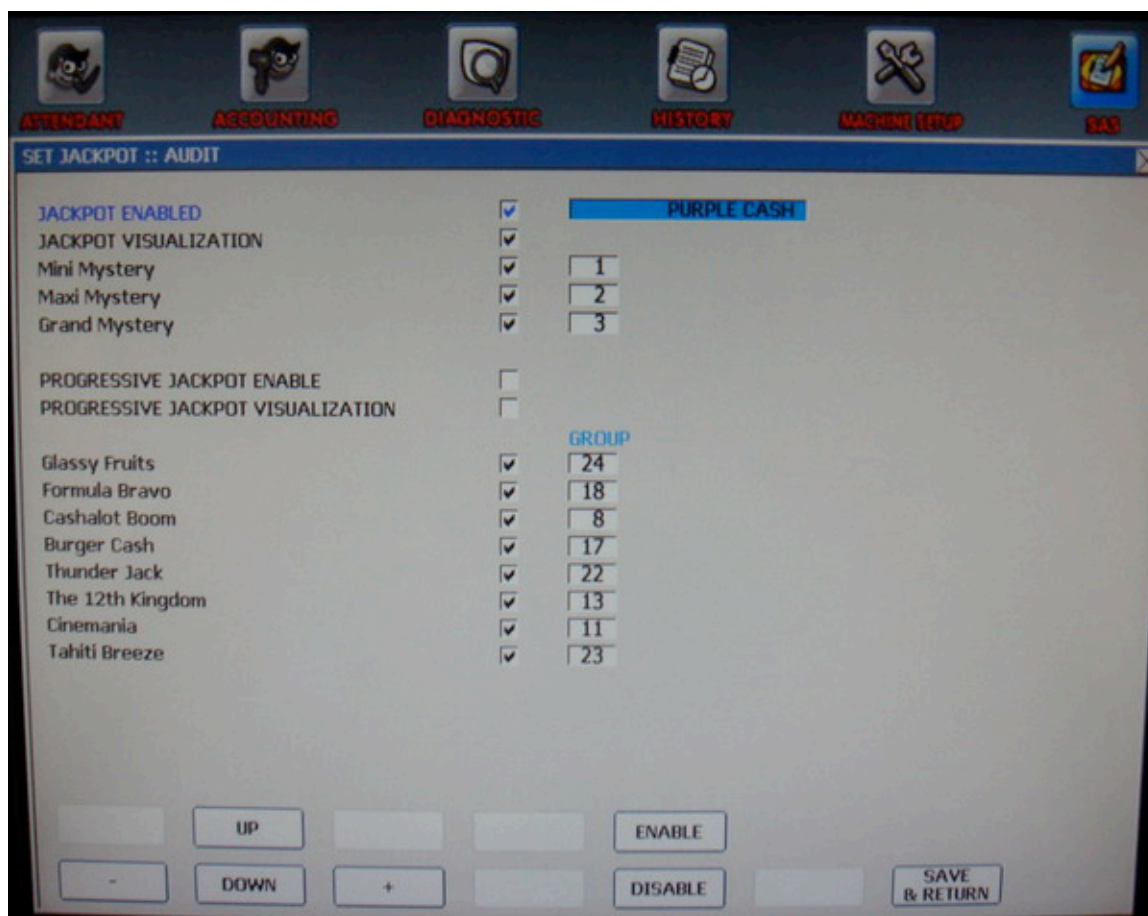 ATTENDANT ACCOUNTING DIAGNOSTIC HISTORY MACHINE SETUP SAS
SET JACKPOT :: AUDIT
JACKPOT ENABLED PURPLE CASH
JACKPOT VISUALIZATION
Mini Mystery 1
Maxi Mystery 2
Grand Mystery 3
PROGRESSIVE JACKPOT ENABLE
PROGRESSIVE JACKPOT VISUALIZATION
GROUP
Glassy Fruits 24
Formula Bravo 18
Cashalot Boom 8
Burger Cash 17
Thunder Jack 22
The 12th Kingdom 13
Cinemania 11
Tahiti Breeze 23
UP ENABLE
- DOWN + DISABLE SAVE
& RETURN